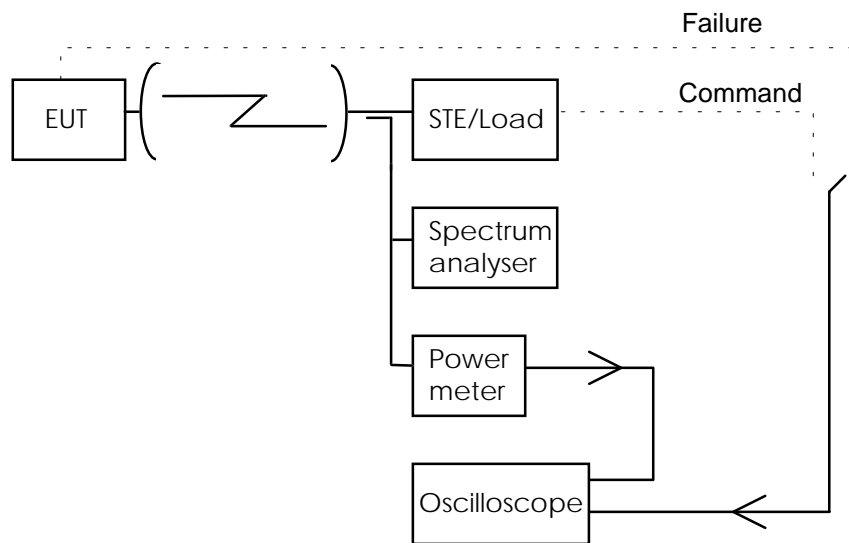 Failure
Command
EUT
STE/Load
Spectrum
analyser
Power
meter
Oscilloscope